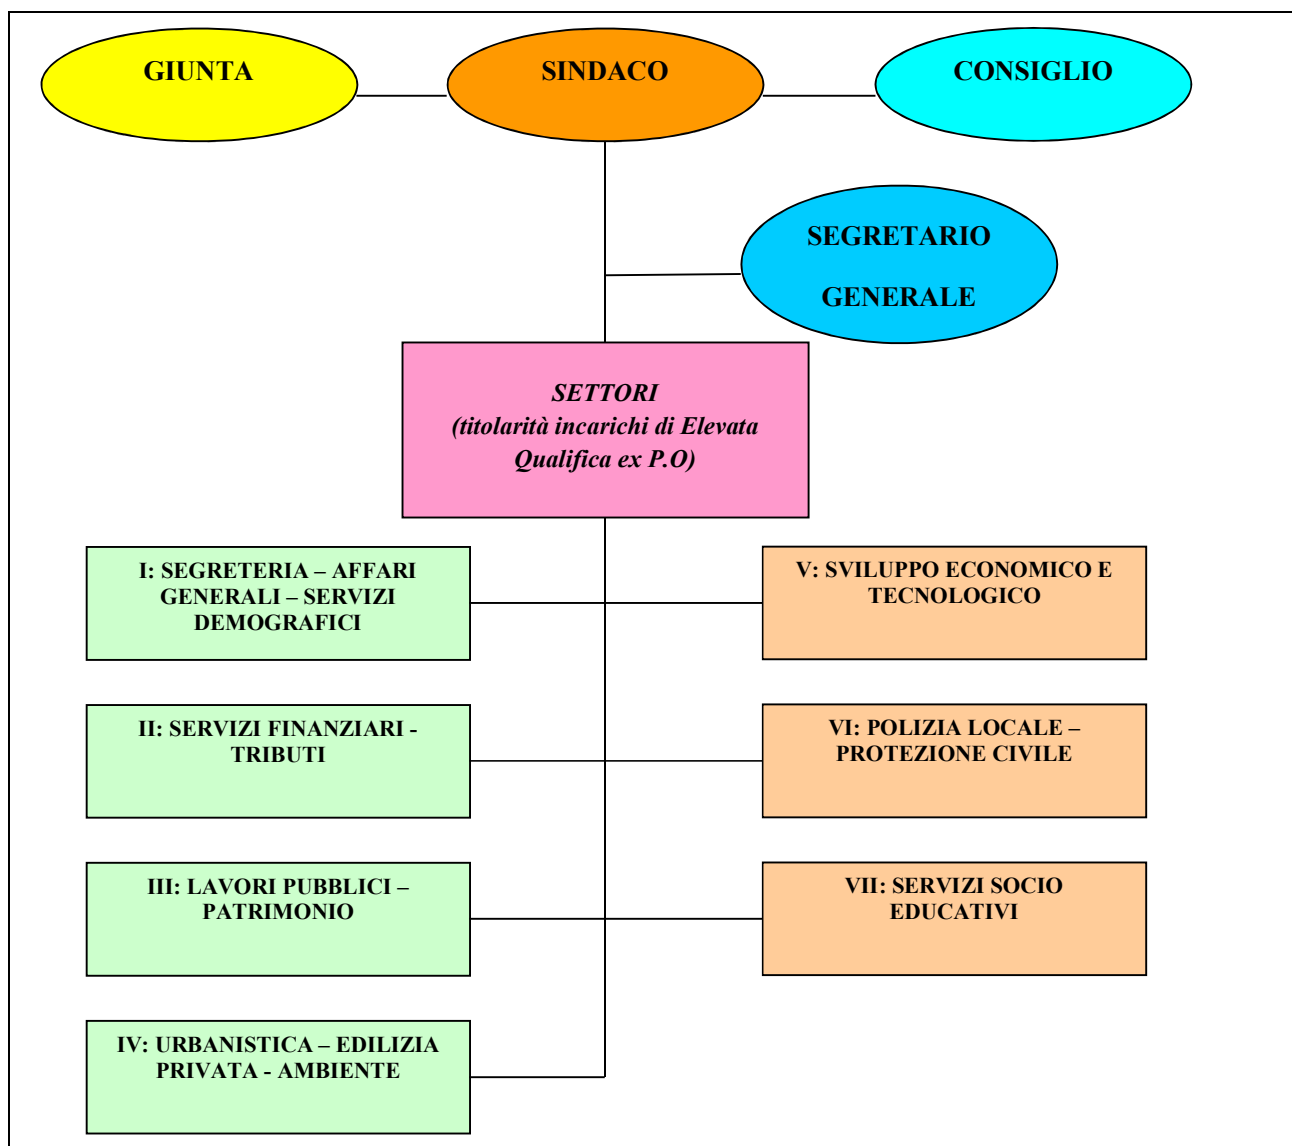 GIUNTA
SINDACO
CONSIGLIO
SEGRETARIO
GENERALE
SETTORI
(titolarità incarichi di Elevata
Qualifica ex P.O)
I: SEGRETERIA – AFFARI
GENERALI – SERVIZI
DEMOGRAFICI
V: SVILUPPO ECONOMICO E
TECNOLOGICO
II: SERVIZI FINANZIARI -
TRIBUTI
VI: POLIZIA LOCALE –
PROTEZIONE CIVILE
III: LAVORI PUBBLICI –
PATRIMONIO
VII: SERVIZI SOCIO
EDUCATIVI
IV: URBANISTICA – EDILIZIA
PRIVATA - AMBIENTE